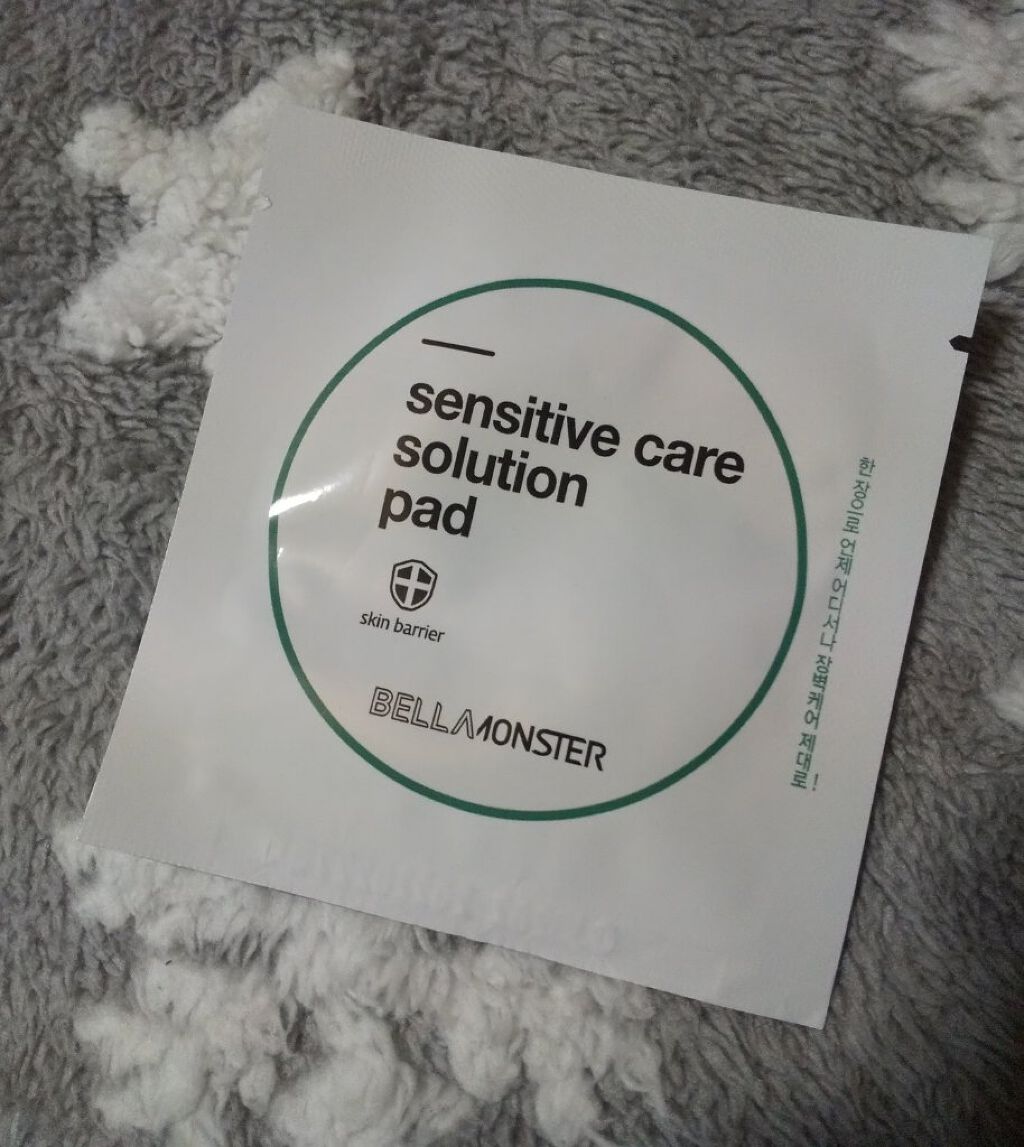 sensitive care
solution
pad
skin barrier
BELLAMONSTER
한 장으로 언제 어디서나 장벽케어 제대로!